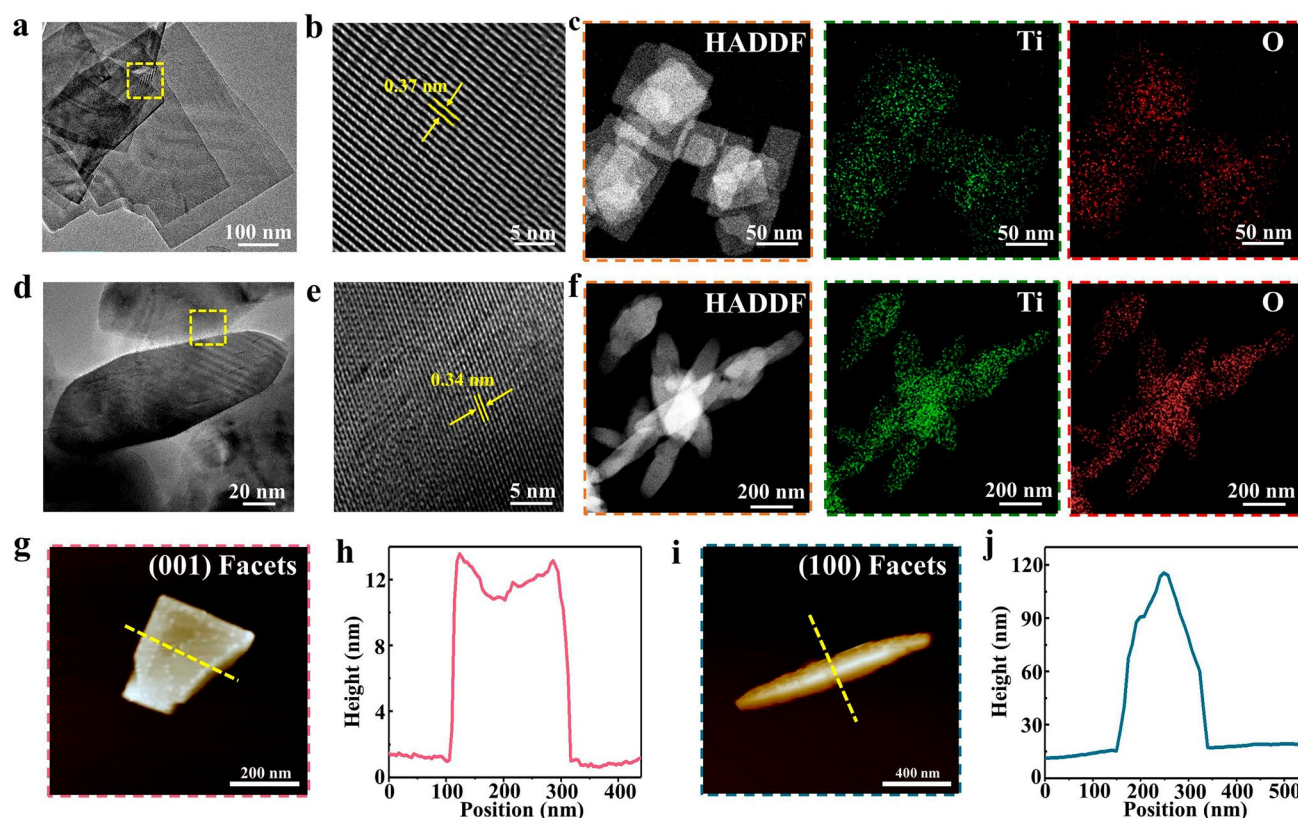 a
100 nm
b
0.37 nm
5 nm
c
HADDF
50 nm
Ti
50 nm
O
50 nm
d
20 nm
e
0.34 nm
5 nm
f
HADDF
200 nm
Ti
200 nm
O
200 nm
g
(001) Facets
200 nm
h
Height (nm)
12
8
4
0
0 100 200 300 400
Position (nm)
i
(100) Facets
400 nm
j
Height (nm)
120
90
60
30
0
0 100 200 300 400 500
Position (nm)